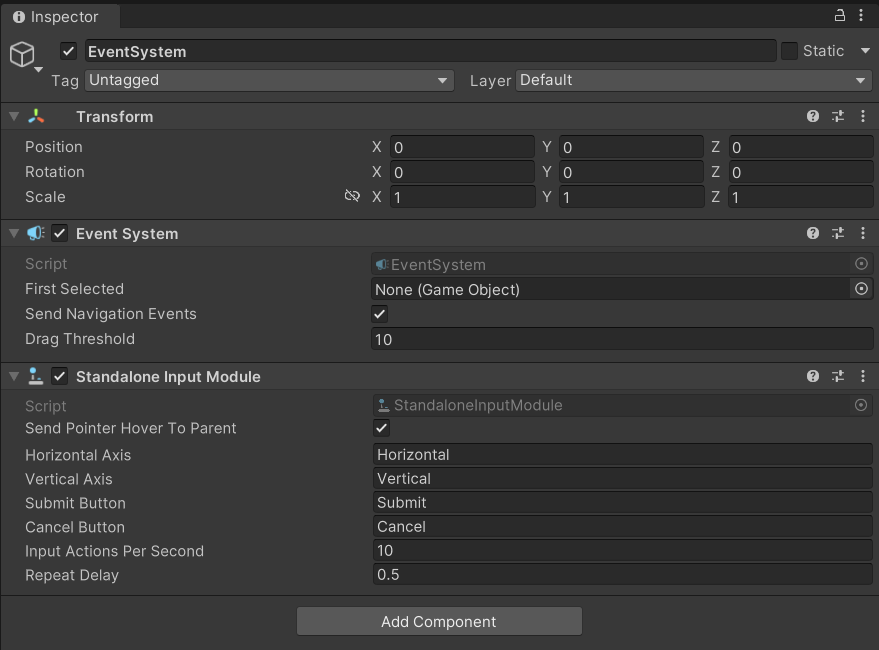 Inspector
EventSystem Static
Tag Untagged Layer Default
Transform
Position X 0 Y 0 Z 0
Rotation X 0 Y 0 Z 0
Scale X 1 Y 1 Z 1
Event System
Script EventSystem
First Selected None (Game Object)
Send Navigation Events
Drag Threshold 10
Standalone Input Module
Script StandaloneInputModule
Send Pointer Hover To Parent
Horizontal Axis Horizontal
Vertical Axis Vertical
Submit Button Submit
Cancel Button Cancel
Input Actions Per Second 10
Repeat Delay 0.5
Add Component